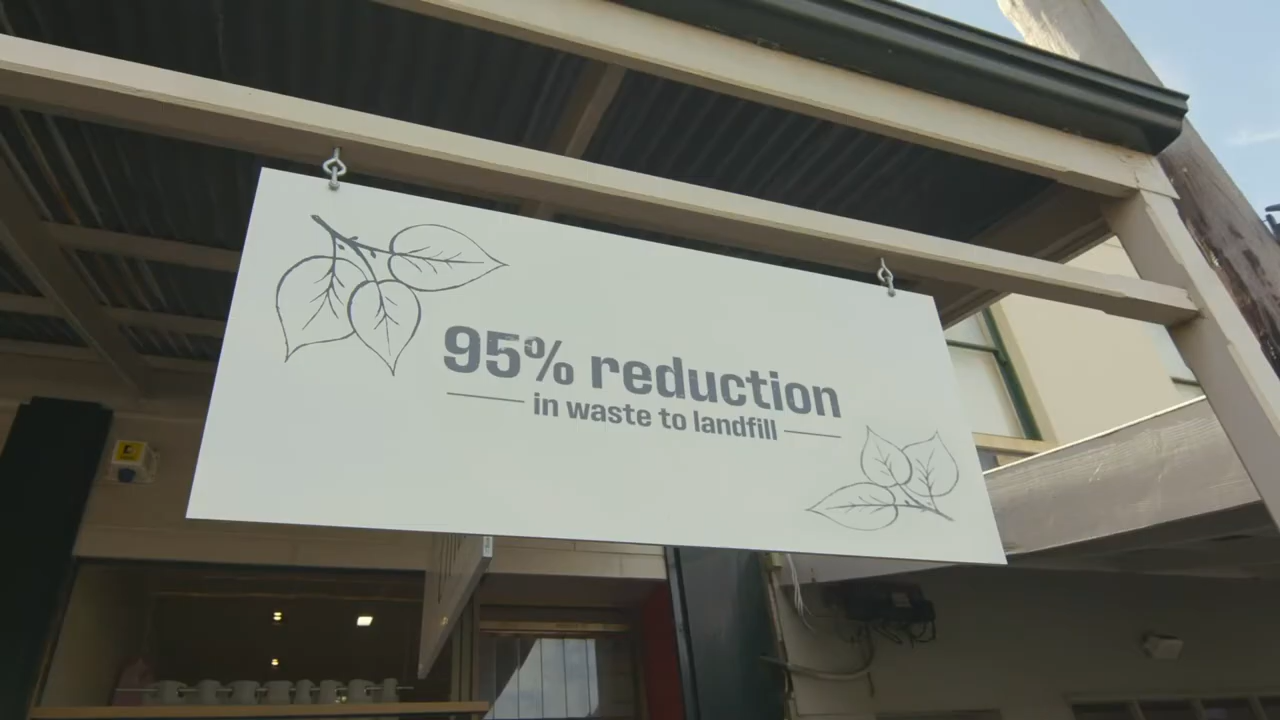 95% reduction
in waste to landfill